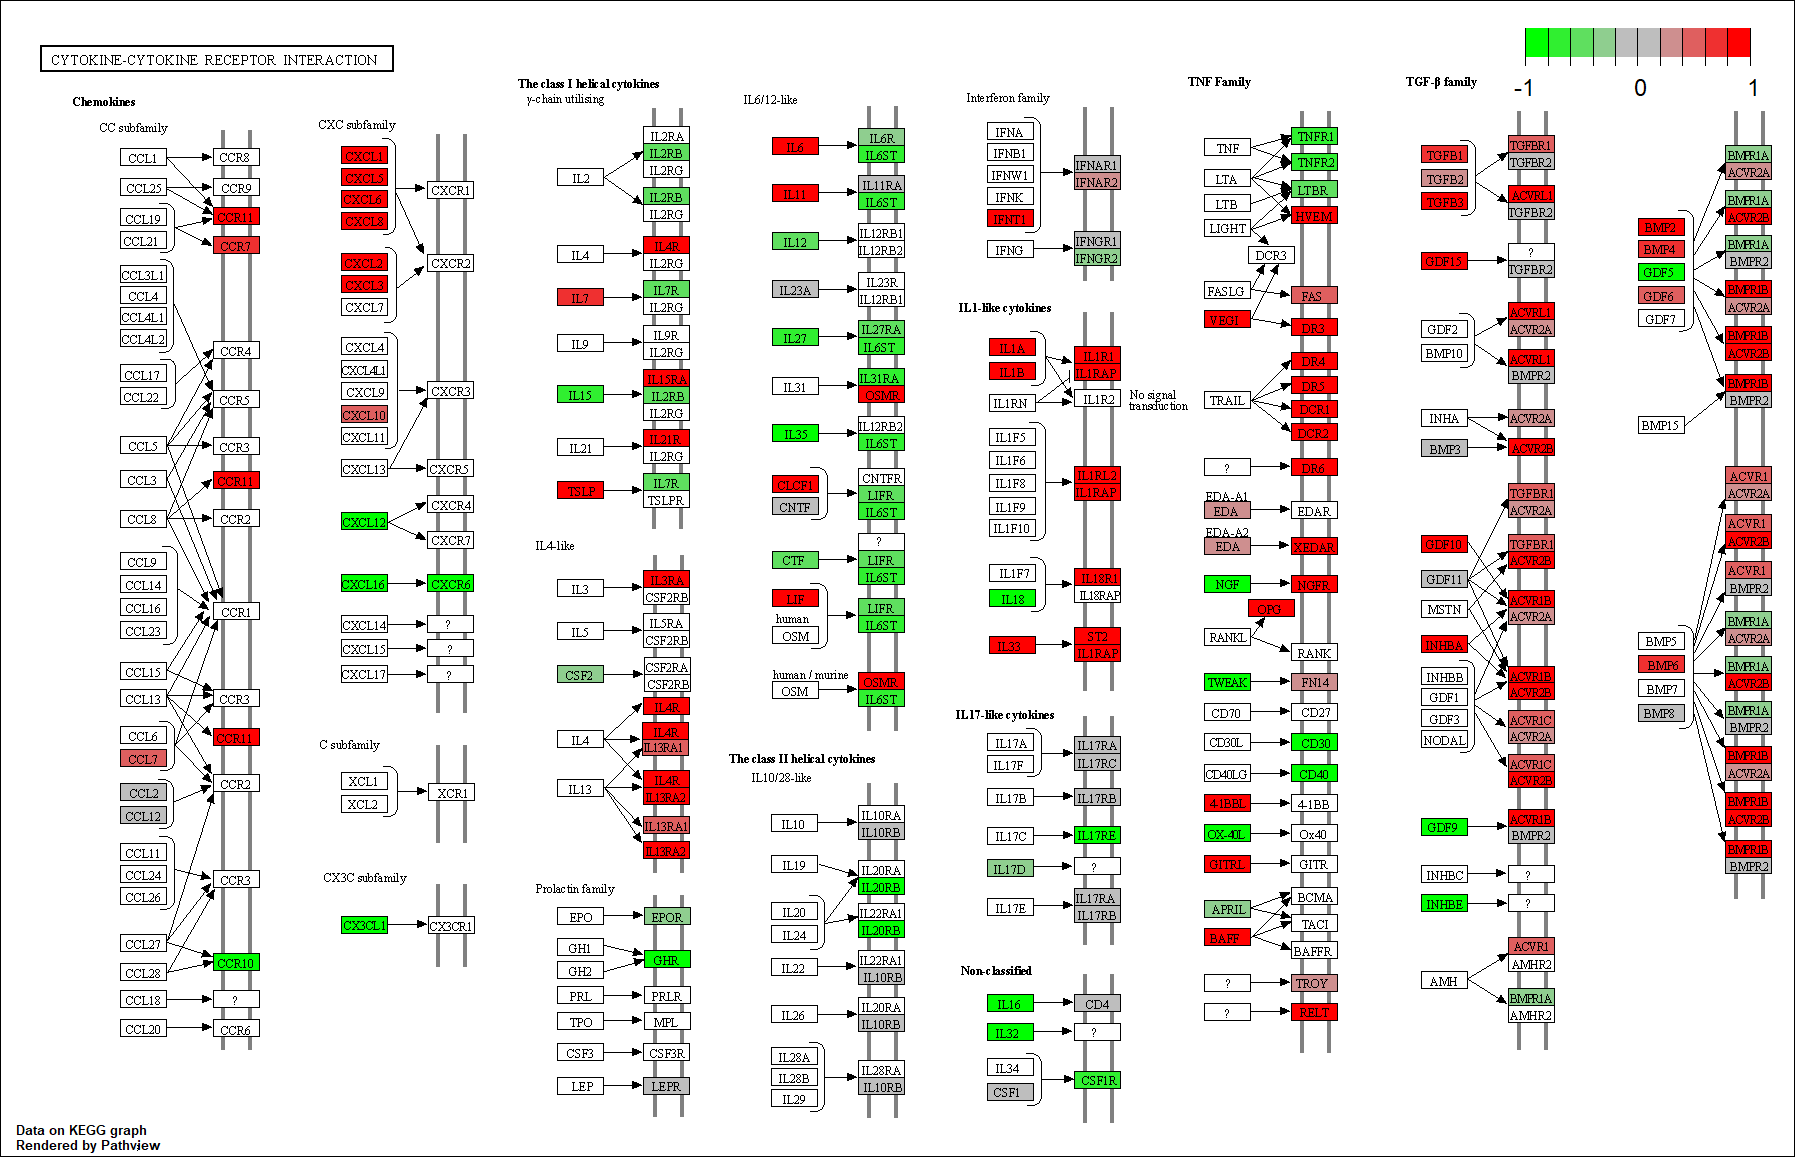 CYTOKINE-CYTOKINE RECEPTOR INTERACTION
-1
0
1
Chemokines
CC subfamily
CCL1
CCR8
CCL25
CCR9
CCL19
CCR11
CCL21
CCR7
CCL3L1
CCL4
CCL4L1
CCL4L2
CCR4
CCL17
CCL22
CCR5
CCL5
CCR3
CCL3
CCR11
CCL8
CCR2
CCL9
CCL14
CCL16
CCL23
CCR1
CCL15
CCL13
CCR3
CCL6
CCR11
CCL7
CCR2
CCL2
CCL12
CCL11
CCL24
CCL26
CCR3
CCL27
CCR10
CCL28
CCL18
?
CCL20
CCR6
CXC subfamily
CXCL1
CXCL5
CXCL6
CXCL8
CXCR1
CXCL2
CXCL3
CXCL7
CXCR2
CXCL4
CXCL4L1
CXCL9
CXCL10
CXCL11
CXCR3
CXCL13
CXCR5
CXCR4
CXCL12
CXCR7
CXCL16
CXCR6
CXCL14
?
CXCL15
?
CXCL17
?
C subfamily
XCL1
XCL2
XCR1
CX3C subfamily
CX3CL1
CX3CR1
The class I helical cytokines
γ-chain utilising
IL2RA
IL2RB
IL2RG
IL2
IL2RB
IL2RG
IL4
IL4R
IL2RG
IL7
IL7R
IL2RG
IL9
IL9R
IL2RG
IL15
IL15RA
IL2RB
IL2RG
IL21
IL21R
IL2RG
TSLP
IL7R
TSLPR
IL4-like
IL3
IL3RA
CSF2RB
IL5
IL5RA
CSF2RB
CSF2
CSF2RA
CSF2RB
IL4R
IL4
IL4R
IL13RA1
IL13
IL4R
IL13RA2
IL13RA1
IL13RA2
Prolactin family
EPO
EPOR
GH1
GH2
GHR
PRL
PRLR
TPO
MPL
CSF3
CSF3R
LEP
LEPR
IL6/12-like
IL6
IL6R
IL6ST
IL11
IL11RA
IL6ST
IL12
IL12RB1
IL12RB2
IL23A
IL23R
IL12RB1
IL27
IL27RA
IL6ST
IL31
IL31RA
OSMR
IL35
IL12RB2
IL6ST
CLCF1
CNTF
CNTFR
LIFR
IL6ST
CTF
?
LIFR
IL6ST
LIF
human
OSM
LIFR
IL6ST
human / murine
OSM
OSMR
IL6ST
The class II helical cytokines
IL10/28-like
IL10
IL10RA
IL10RB
IL19
IL20RA
IL20RB
IL20
IL24
IL22RA1
IL20RB
IL22
IL22RA1
IL10RB
IL26
IL20RA
IL10RB
IL28A
IL28B
IL29
IL28RA
IL10RB
Interferon family
IFNA
IFNB1
IFNW1
IFNK
IFNT1
IFNAR1
IFNAR2
IFNG
IFNGR1
IFNGR2
IL1-like cytokines
IL1A
IL1B
IL1R1
IL1RAP
IL1RN
IL1R2
No signal
transduction
IL1F5
IL1F6
IL1F8
IL1F9
IL1F10
IL1RL2
IL1RAP
IL1F7
IL18
IL18R1
IL18RAP
IL33
ST2
IL1RAP
IL17-like cytokines
IL17A
IL17F
IL17RA
IL17RC
IL17B
IL17RB
IL17C
IL17RE
IL17D
?
IL17E
IL17RA
IL17RB
Non-classified
IL16
CD4
IL32
?
IL34
CSF1
CSF1R
TNF Family
TNF
TNFR1
LTA
TNFR2
LTB
LTBR
LIGHT
HVEM
DCR3
FASLG
FAS
VEGI
DR3
TRAIL
DR4
DR5
DCR1
DCR2
?
DR6
EDA-A1
EDA
EDAR
EDA-A2
EDA
XEDAR
NGF
NGFR
OPG
RANKL
RANK
TWEAK
FN14
CD70
CD27
CD30L
CD30
CD40LG
CD40
4-1BBL
4-1BB
OX-40L
Ox40
GITRL
GITR
APRIL
BCMA
TACI
BAFF
BAFFR
?
TROY
?
RELT
TGF-β family
TGFB1
TGFB2
TGFB3
TGFBR1
TGFBR2
ACVRL1
TGFBR2
GDF15
?
TGFBR2
GDF2
BMP10
ACVRL1
ACVR2A
ACVRL1
BMPR2
INHA
ACVR2A
BMP3
ACVR2B
TGFBR1
ACVR2A
GDF10
TGFBR1
ACVR2B
GDF11
MSTN
ACVR1B
ACVR2A
INHBA
INHBB
GDF1
GDF3
NODAL
ACVR1B
ACVR2B
ACVR1C
ACVR2A
ACVR1C
ACVR2B
GDF9
ACVR1B
BMPR2
INHBC
?
INHBE
?
AMH
ACVR1
AMHR2
BMPR1A
AMHR2
BMP2
BMP4
GDF5
GDF6
GDF7
BMP15
BMPR1A
ACVR2A
BMPR1A
ACVR2B
BMPR1A
BMPR2
BMPR1B
ACVR2A
BMPR1B
ACVR2B
BMPR1B
BMPR2
BMP5
BMP6
BMP7
BMP8
ACVR1
ACVR2A
ACVR1
ACVR2B
ACVR1
BMPR2
BMPR1A
ACVR2A
BMPR1A
ACVR2B
BMPR1A
BMPR2
BMPR1B
ACVR2A
BMPR1B
ACVR2B
BMPR1B
BMPR2
Data on KEGG graph
Rendered by Pathview